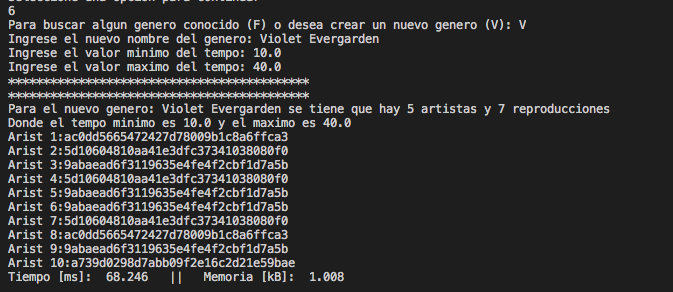 6
Para buscar algun genero conocido (F) o desea crear un nuevo genero (V): V
Ingrese el nuevo nombre del genero: Violet Evergarden
Ingrese el valor minimo del tempo: 10.0
Ingrese el valor maximo del tempo: 40.0
*******************************************
*******************************************
Para el nuevo genero: Violet Evergarden se tiene que hay 5 artistas y 7 reproducciones
Donde el tempo minimo es 10.0 y el maximo es 40.0
Arist 1:ac0dd5665472427d78009b1c8a6ffca3
Arist 2:5d10604810aa41e3dfc37341038080f0
Arist 3:9abaead6f3119635e4fe4f2cbf1d7a5b
Arist 4:5d10604810aa41e3dfc37341038080f0
Arist 5:9abaead6f3119635e4fe4f2cbf1d7a5b
Arist 6:9abaead6f3119635e4fe4f2cbf1d7a5b
Arist 7:5d10604810aa41e3dfc37341038080f0
Arist 8:ac0dd5665472427d78009b1c8a6ffca3
Arist 9:9abaead6f3119635e4fe4f2cbf1d7a5b
Arist 10:a739d0298d7abb09f2e16c2d21e59bae
Tiempo [ms]:  68.246   ||   Memoria [kB]:  1.008